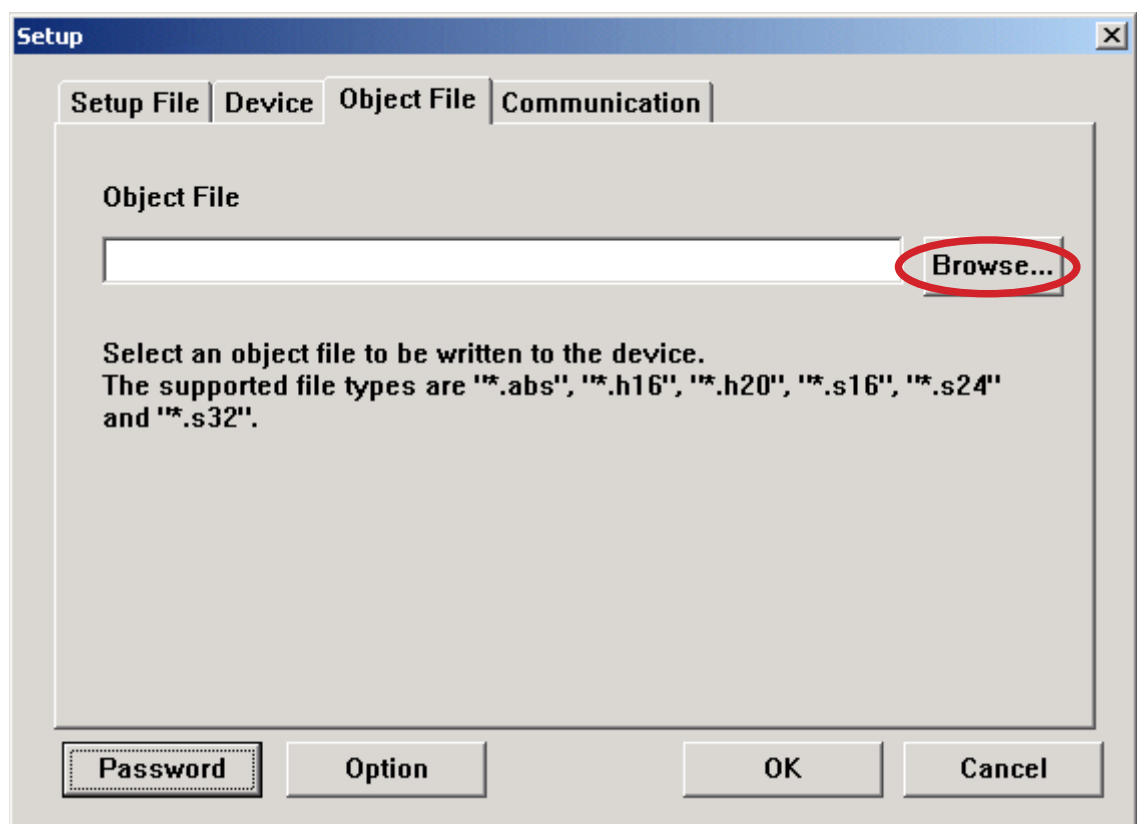 Setup
Setup File Device Object File Communication
Object File
Browse...
Select an object file to be written to the device.
The supported file types are "*.abs", "*.h16", "*.h20", "*.s16", "*.s24"
and "*.s32".
Password Option OK Cancel